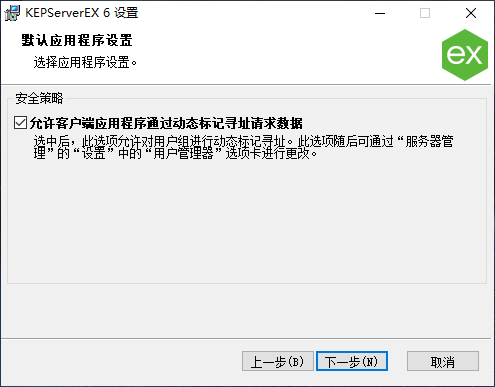 KEPServerEX 6 设置
默认应用程序设置
选择应用程序设置。
ex
安全策略
允许客户端应用程序通过动态标记寻址请求数据
选中后，此选项允许对用户组进行动态标记寻址。此选项随后可通过“服务器管
理”的“设置”中的“用户管理器”选项卡进行更改。
上一步(B)
下一步(N)
取消